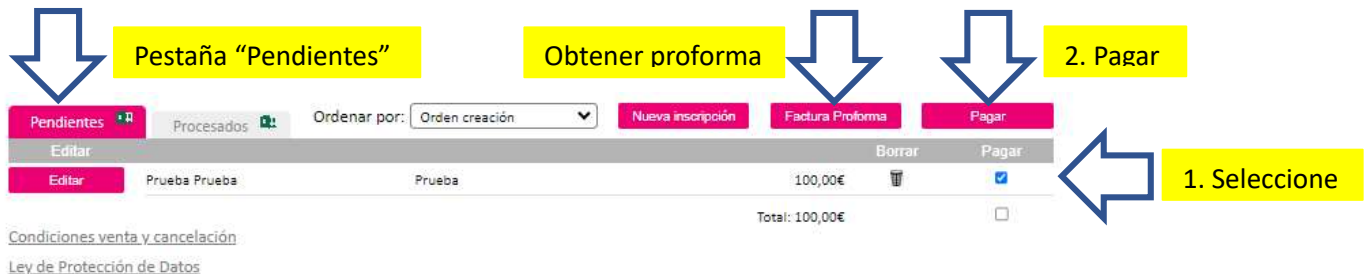 Pestaña “Pendientes”
Obtener proforma
2. Pagar
Pendientes
Procesados
Ordenar por:
Orden creación
Nueva inscripción
Factura Proforma
Pagar
Editar
Borrar
Pagar
Editar
Prueba Prueba
Prueba
100,00€
1. Seleccione
Total: 100,00€
Condiciones venta y cancelación
Ley de Protección de Datos